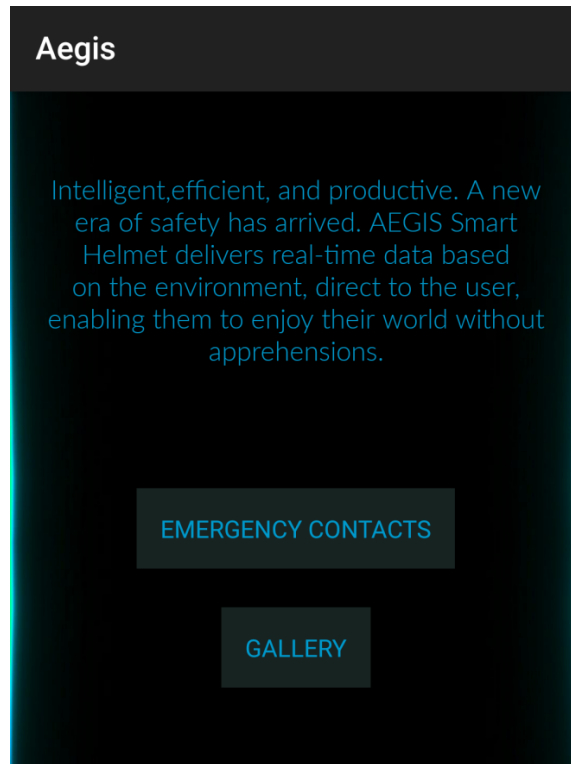 Aegis
Intelligent,efficient, and productive. A new
era of safety has arrived. AEGIS Smart
Helmet delivers real-time data based
on the environment, direct to the user,
enabling them to enjoy their world without
apprehensions.
EMERGENCY CONTACTS
GALLERY